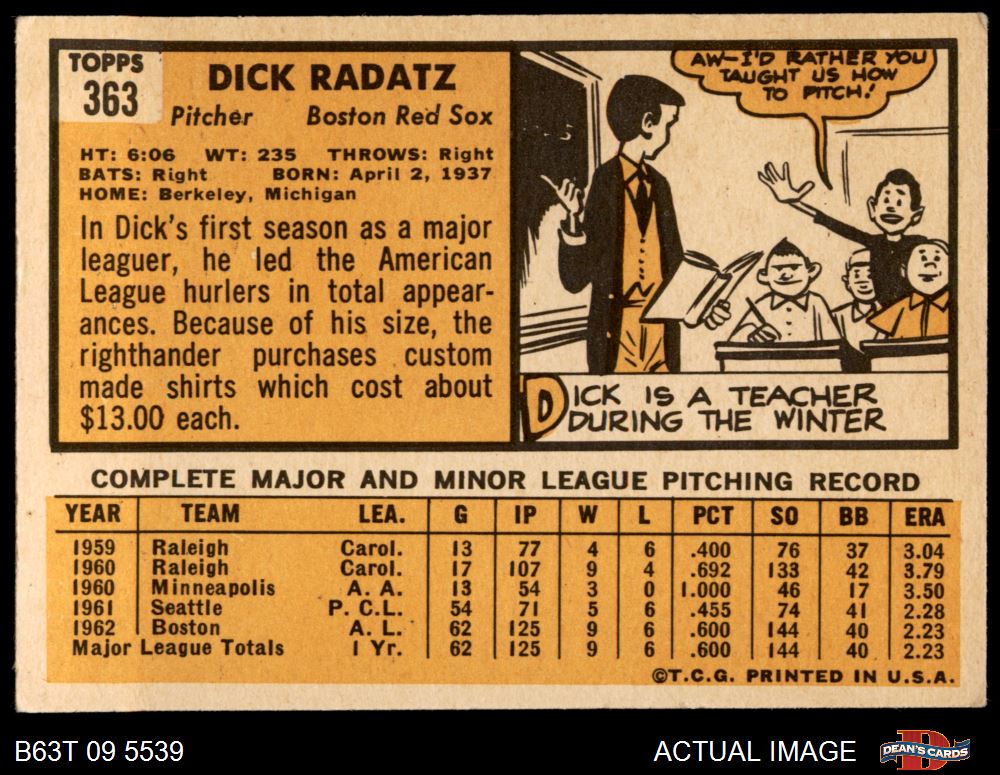 TOPPS
363
DICK RADATZ
Pitcher Boston Red Sox
HT: 6:06 WT: 235 THROWS: Right
BATS: Right BORN: April 2, 1937
HOME: Berkeley, Michigan
In Dick's first season as a major
leaguer, he led the American
League hurlers in total appear-
ances. Because of his size, the
righthander purchases custom
made shirts which cost about
$13.00 each.
AW—I'D RATHER YOU
TAUGHT US HOW
TO PITCH!
DICK IS A TEACHER
DURING THE WINTER
COMPLETE MAJOR AND MINOR LEAGUE PITCHING RECORD
YEAR TEAM LEA. G IP W L PCT SO BB ERA
1959 Raleigh Carol. 13 77 4 6 .400 76 37 3.04
1960 Raleigh Carol. 17 107 9 4 .692 133 42 3.79
1960 Minneapolis A. A. 13 54 3 0 1.000 46 17 3.50
1961 Seattle P. C.L. 54 71 5 6 .455 74 41 2.28
1962 Boston A. L. 62 125 9 6 .600 144 40 2.23
Major League Totals 1 Yr. 62 125 9 6 .600 144 40 2.23
©T.C.G. PRINTED IN U.S.A.
B63T 09 5539 ACTUAL IMAGE DEAN'S CARDS